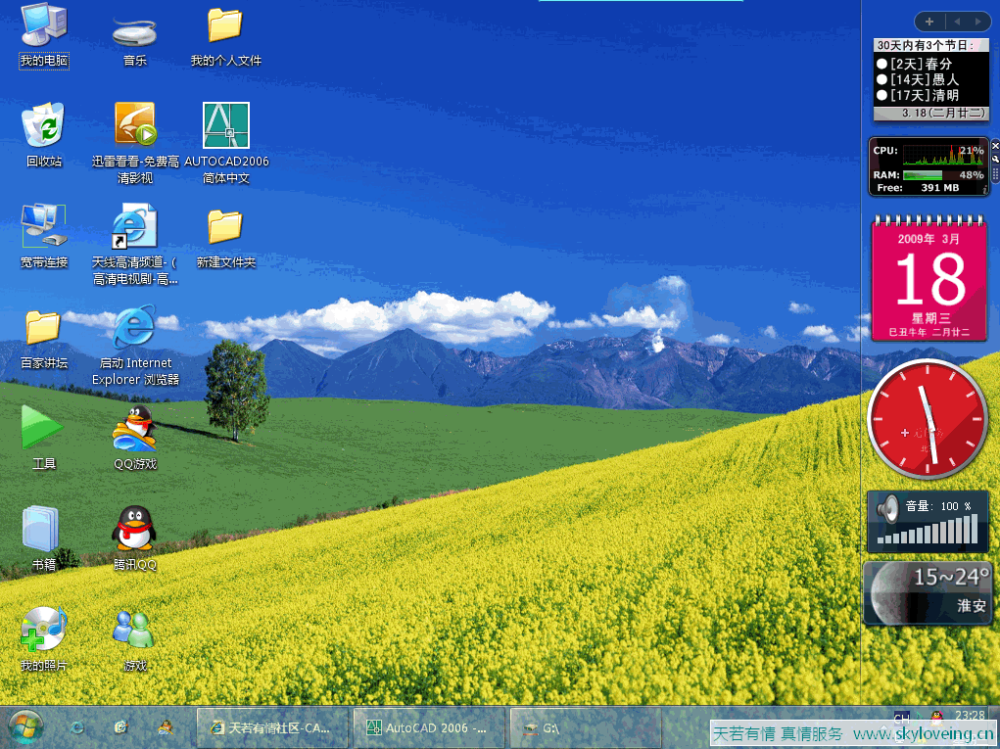 我的电脑
音乐
我的个人文件
回收站
迅雷看看-免费高
清影视
AUTOCAD2006
简体中文
宽带连接
天线高清频道-（
高清电视剧-高...
新建文件夹
百家讲坛
启动 Internet
Explorer 浏览器
工具
QQ游戏
书籍
腾讯QQ
我的照片
游戏
30天内有3个节日:
[2天]春分
[14天]愚人
[17天]清明
3.18(二月廿二)
CPU: 21%
RAM: 48%
Free: 391 MB
2009年 3月
18
星期三
己丑牛年 二月廿二
音量: 100 %
15~24°
淮安
天若有情社区-CA...
AutoCAD 2006 -...
G:\
CH
23:28
天若有情 真情服务 www.skyloveing.cn